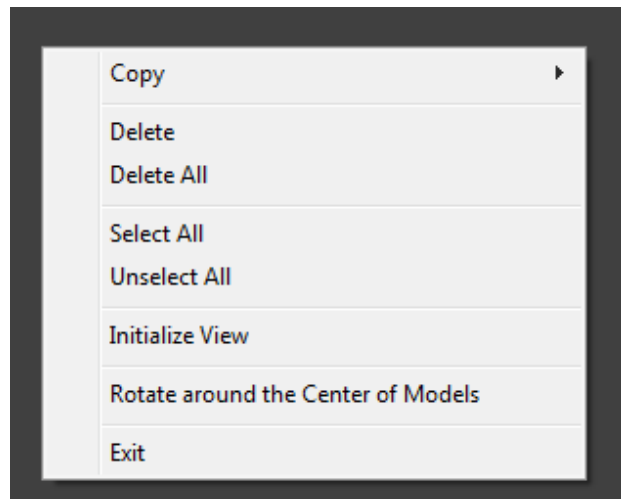 Copy
Delete
Delete All
Select All
Unselect All
Initialize View
Rotate around the Center of Models
Exit